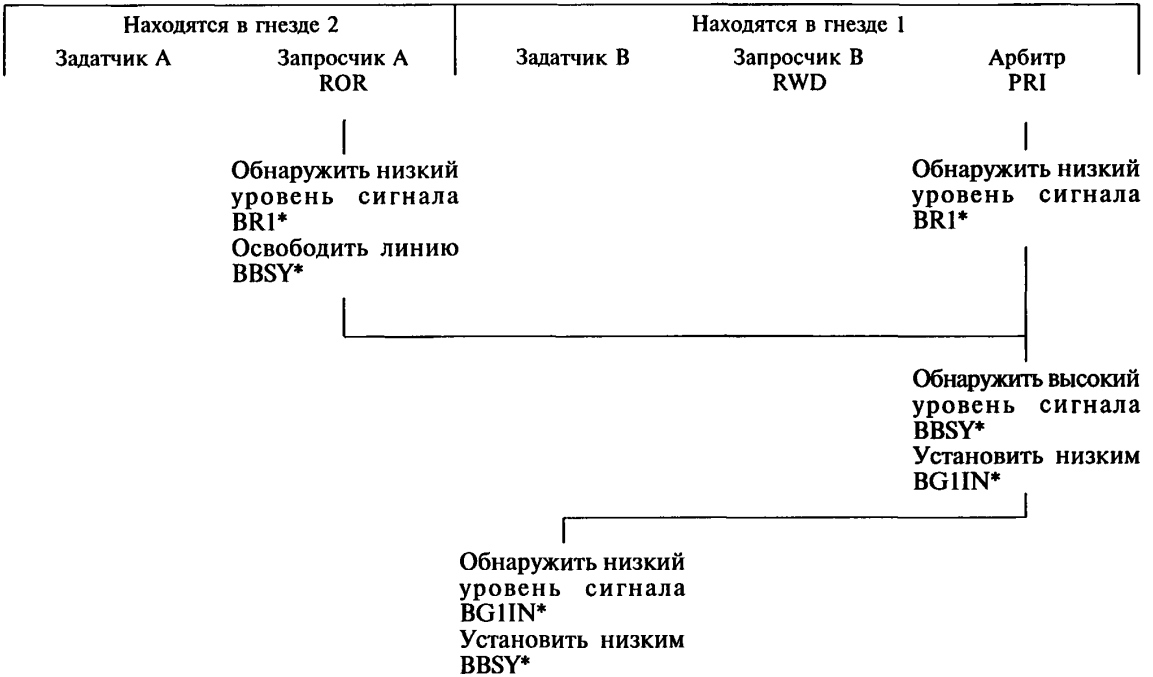 Находятся в гнезде 2
Находятся в гнезде 1
Задатчик А
Запросчик А
ROR
Задатчик В
Запросчик В
RWD
Арбитр
PRI
Обнаружить низкий
уровень сигнала
BR1*
Освободить линию
BBSY*
Обнаружить низкий
уровень сигнала
BR1*
Обнаружить высокий
уровень сигнала
BBSY*
Установить низким
BG1IN*
Обнаружить низкий
уровень сигнала
BG1IN*
Установить низким
BBSY*